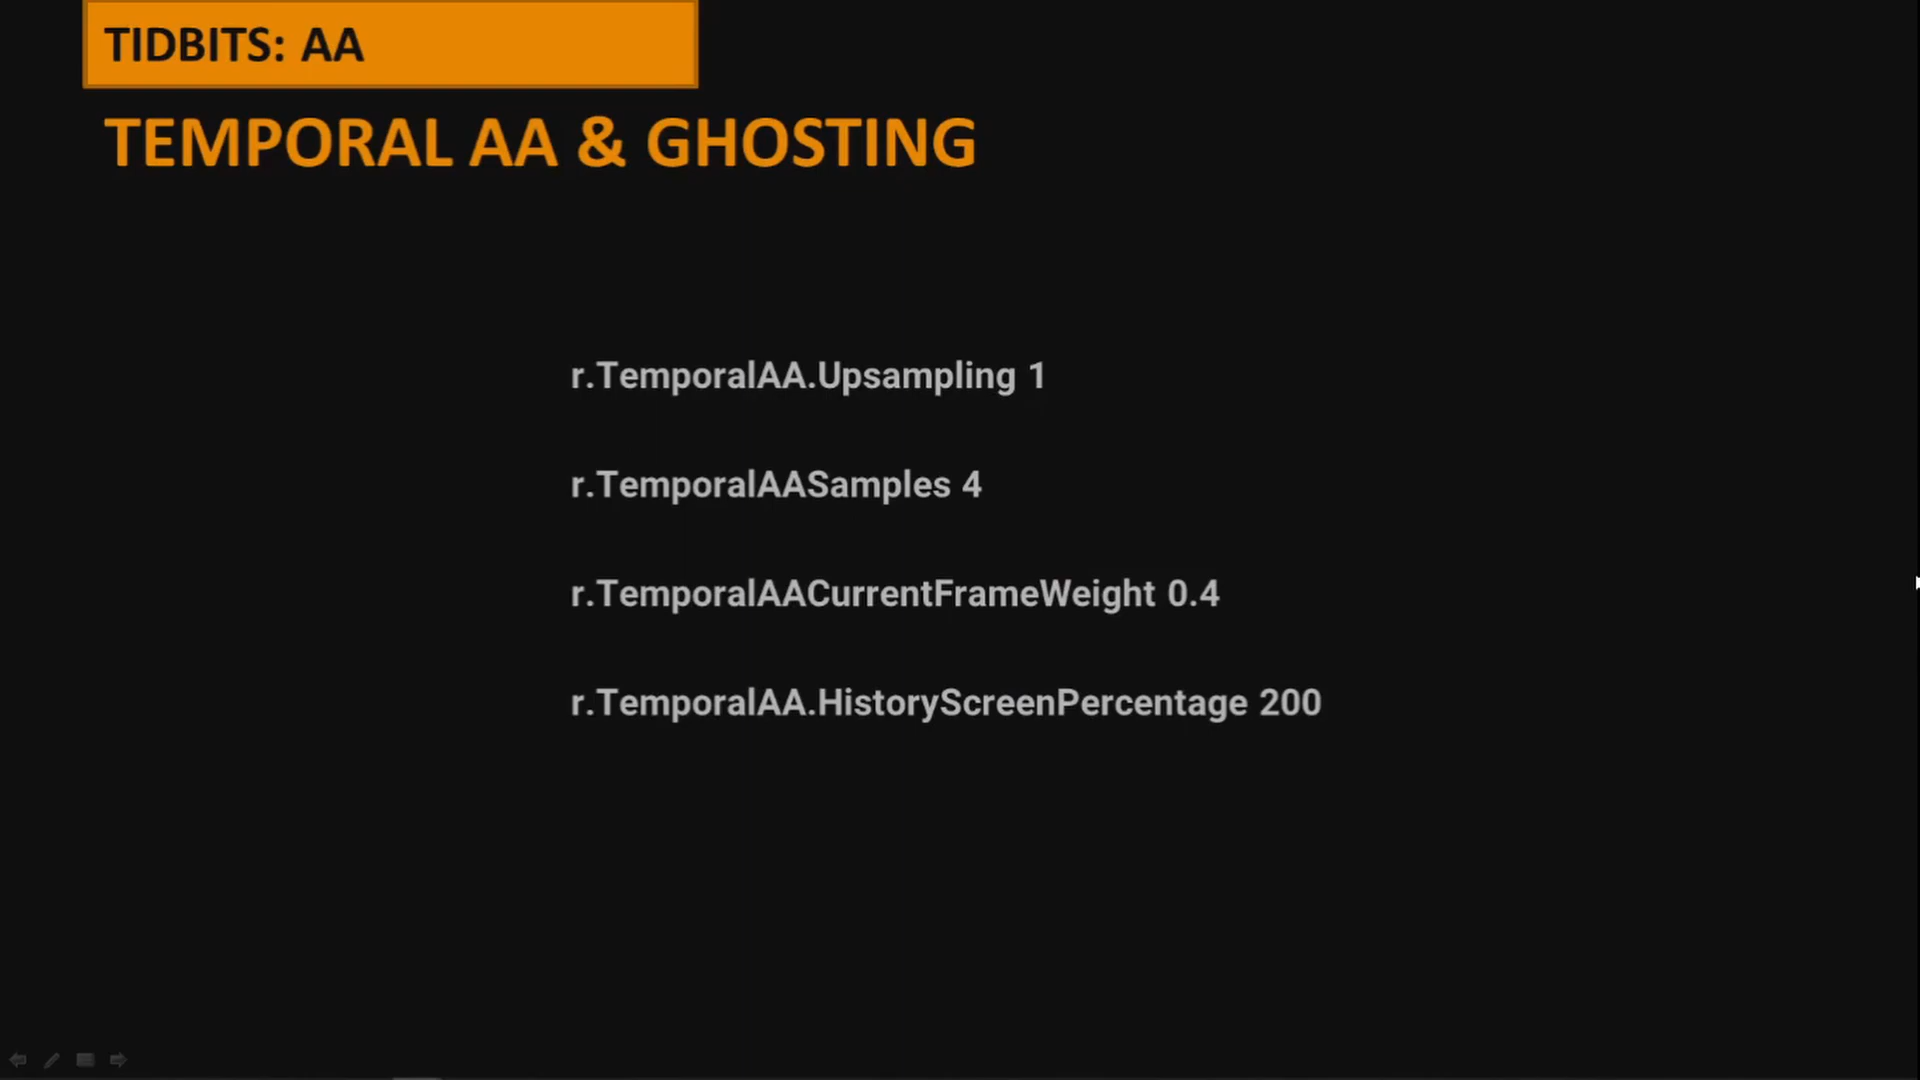 TIDBITS: AA
TEMPORAL AA & GHOSTING
r.TemporalAA.Upsampling 1
r.TemporalAASamples 4
r.TemporalAACurrentFrameWeight 0.4
r.TemporalAA.HistoryScreenPercentage 200